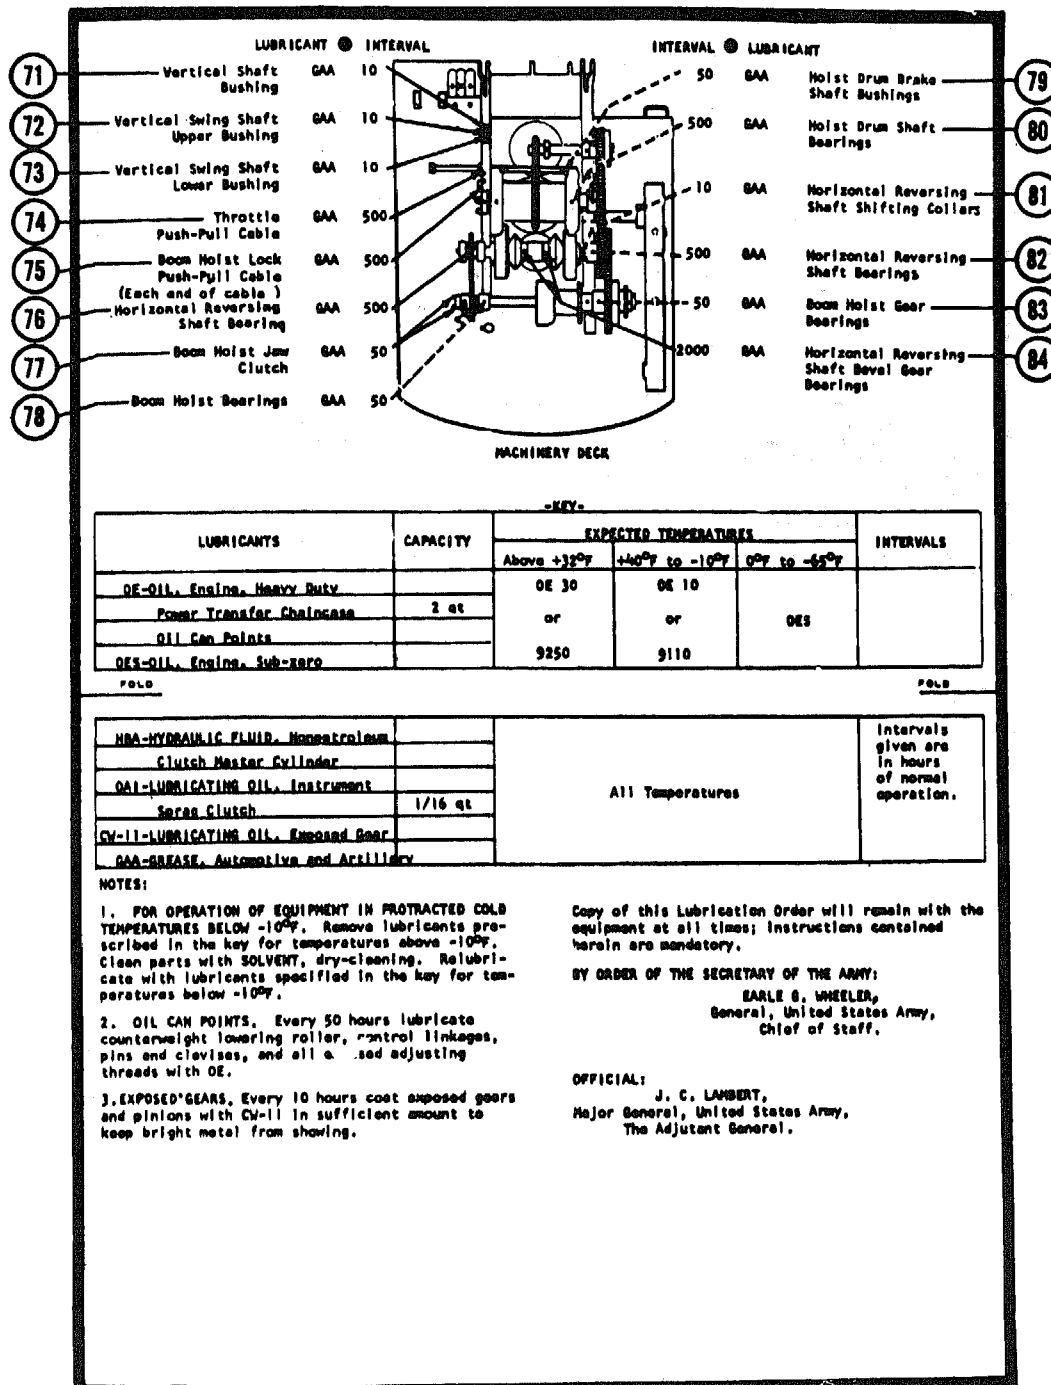 LUBRICANT ● INTERVAL
71 Vertical Shaft GAA 10
Bushing
72 Vertical Swing Shaft GAA 10
Upper Bushing
73 Vertical Swing Shaft GAA 10
Lower Bushing
74 Throttle GAA 500
Push-Pull Cable
75 Boom Hoist Lock GAA 500
Push-Pull Cable
(Each end of cable )
76 Horizontal Reversing GAA 500
Shaft Bearing
77 Boom Hoist Jaw GAA 50
Clutch
78 Boom Hoist Bearings GAA 50
INTERVAL ● LUBRICANT
50 GAA Hoist Drum Brake 79
Shaft Bushings
500 GAA Hoist Drum Shaft 80
Bearings
10 GAA Horizontal Reversing 81
Shaft Shifting Collars
500 GAA Horizontal Reversing 82
Shaft Bearings
50 GAA Boom Hoist Gear 83
Bearings
2000 GAA Horizontal Reversing 84
Shaft Bevel Gear
Bearings
MACHINERY DECK
-KEY-
LUBRICANTS CAPACITY EXPECTED TEMPERATURES INTERVALS
Above +32°F +40°F to -10°F 0°F to -65°F
OE-OIL, Engine, Heavy Duty OE 30 OE 10
Power Transfer Chaincase 2 qt or or OES
Oil Can Points
OES-OIL, Engine, Sub-zero 9250 9110
FOLD FOLD
HBA-HYDRAULIC FLUID, Nonpetroleum
Clutch Master Cylinder
OAI-LUBRICATING OIL, Instrument
Sprag Clutch 1/16 qt
CW-11-LUBRICATING OIL, Exposed Gear
GAA-GREASE, Automotive and Artillery
All Temperatures
Intervals
given are
in hours
of normal
operation.
NOTES:
1. FOR OPERATION OF EQUIPMENT IN PROTRACTED COLD
TEMPERATURES BELOW -10°F. Remove lubricants pre-
scribed in the key for temperatures above -10°F.
Clean parts with SOLVENT, dry-cleaning. Relubri-
cate with lubricants specified in the key for tem-
peratures below -10°F.
2. OIL CAN POINTS. Every 50 hours lubricate
counterweight lowering roller, control linkages,
pins and clevises, and all sed adjusting
threads with OE.
3.EXPOSED GEARS. Every 10 hours coat exposed gears
and pinions with CW-11 in sufficient amount to
keep bright metal from showing.
Copy of this Lubrication Order will remain with the
equipment at all times; instructions contained
herein are mandatory.
BY ORDER OF THE SECRETARY OF THE ARMY:
EARLE G. WHEELER,
General, United States Army,
Chief of Staff.
OFFICIAL:
J. C. LAMBERT,
Major General, United States Army,
The Adjutant General.